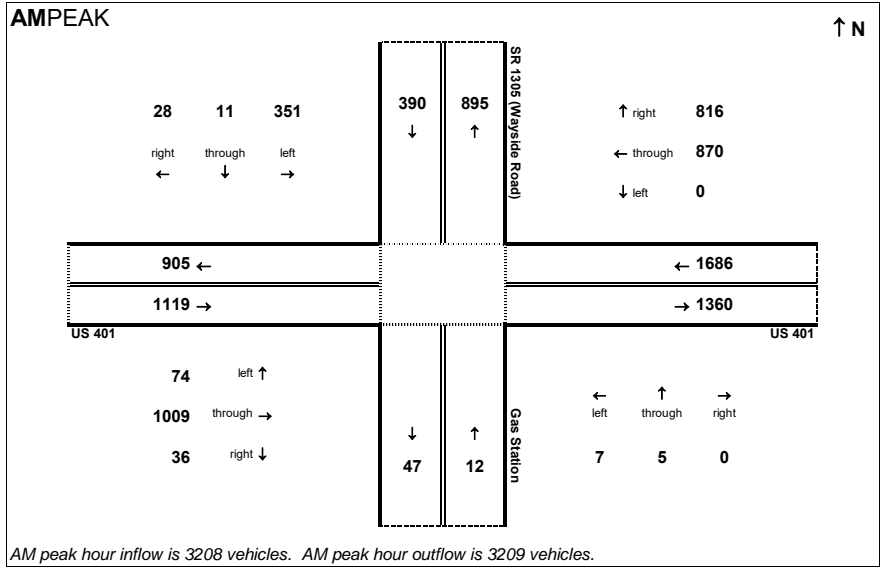 AMPEAK
↑ N
SR 1305 (Wayside Road)
390 895
↓ ↑
28 11 351
right through left
← ↓ →
↑ right 816
← through 870
↓ left 0
905 ←
1119 →
← 1686
→ 1360
US 401
US 401
74 left ↑
1009 through →
36 right ↓
↓ ↑
47 12
Gas Station
← ↑ →
left through right
7 5 0
AM peak hour inflow is 3208 vehicles. AM peak hour outflow is 3209 vehicles.